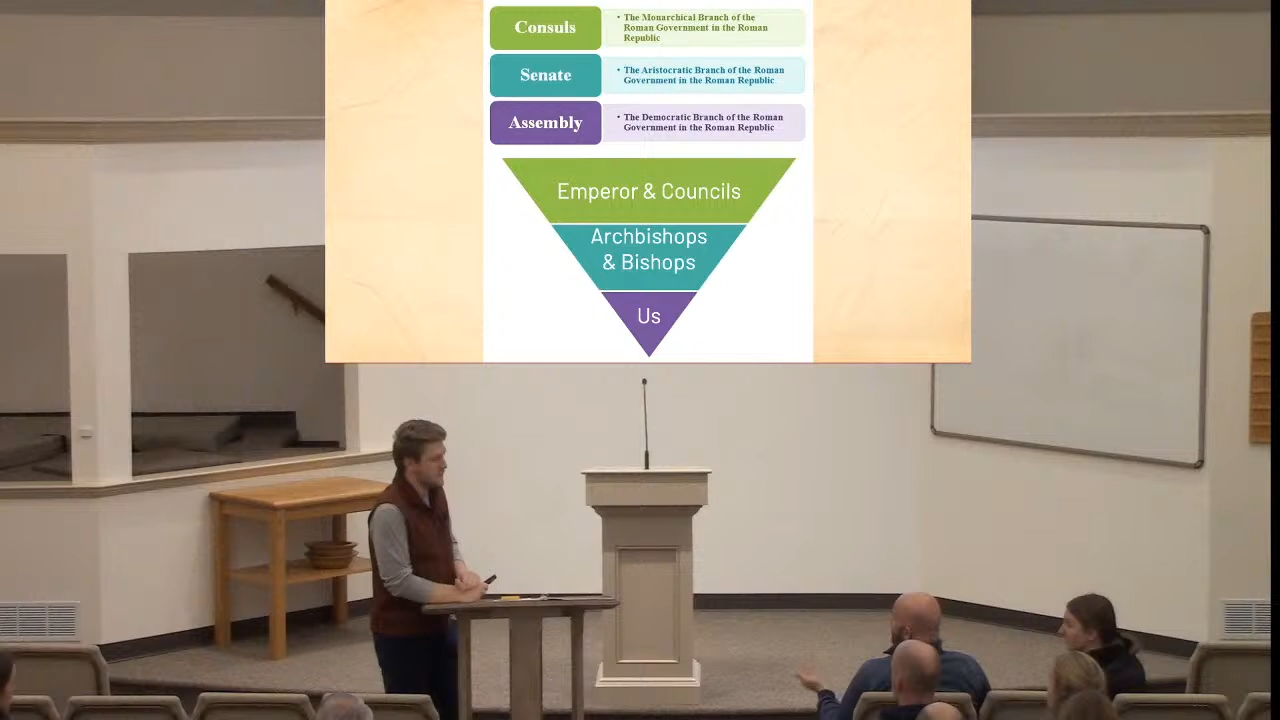 Consuls
• The Monarchical Branch of the
Roman Government in the Roman
Republic
Senate
• The Aristocratic Branch of the Roman
Government in the Roman Republic
Assembly
• The Democratic Branch of the Roman
Government in the Roman Republic
Emperor & Councils
Archbishops
& Bishops
Us